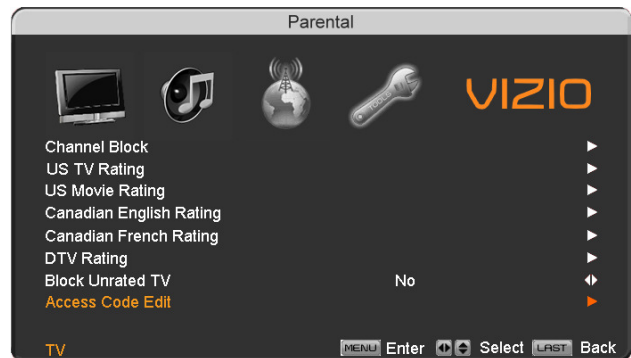 Parental
TOOLS
VIZIO
Channel Block
US TV Rating
US Movie Rating
Canadian English Rating
Canadian French Rating
DTV Rating
Block Unrated TV No
Access Code Edit
TV MENU Enter Select LAST Back